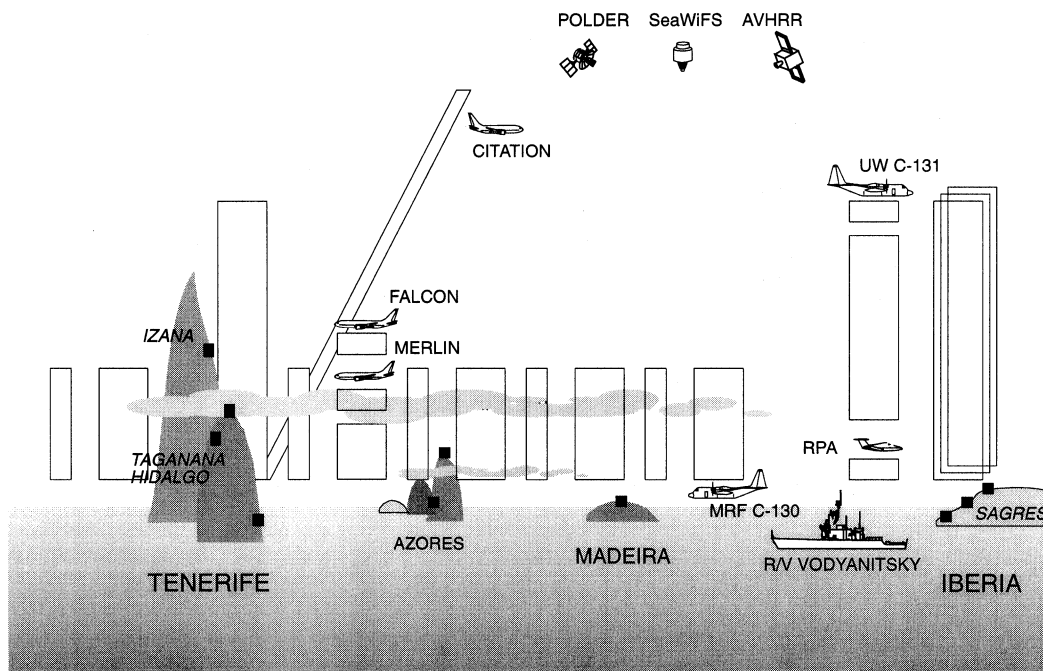 POLDER SeaWiFS AVHRR
CITATION
UW C-131
FALCON
IZANA
MERLIN
TAGANANA
HIDALGO
RPA
MRF C-130
SAGRES
AZORES
MADEIRA
R/V VODYANITSKY
TENERIFE
IBERIA